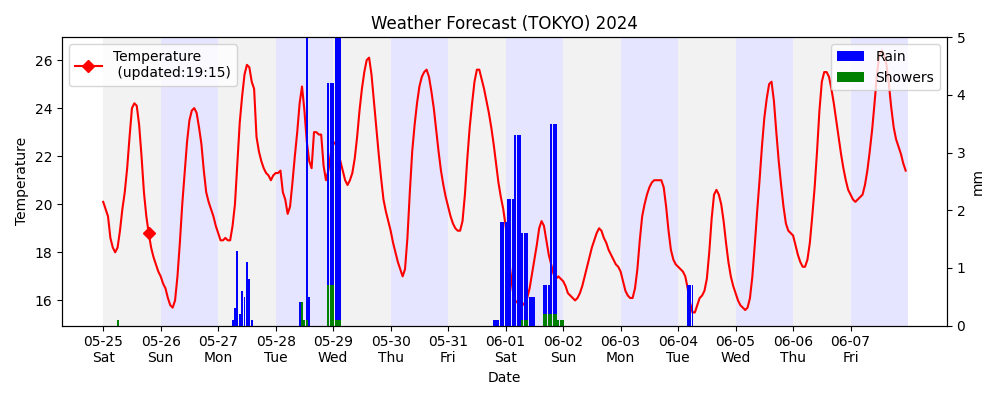 Weather Forecast (TOKYO) 2024
Temperature
(updated:19:15)
Rain
Showers
Temperature
26
24
22
20
18
16
5
4
3
2
1
0
mm
05-25 05-26 05-27 05-28 05-29 05-30 05-31 06-01 06-02 06-03 06-04 06-05 06-06 06-07
Sat Sun Mon Tue Wed Thu Fri Sat Sun Mon Tue Wed Thu Fri
Date